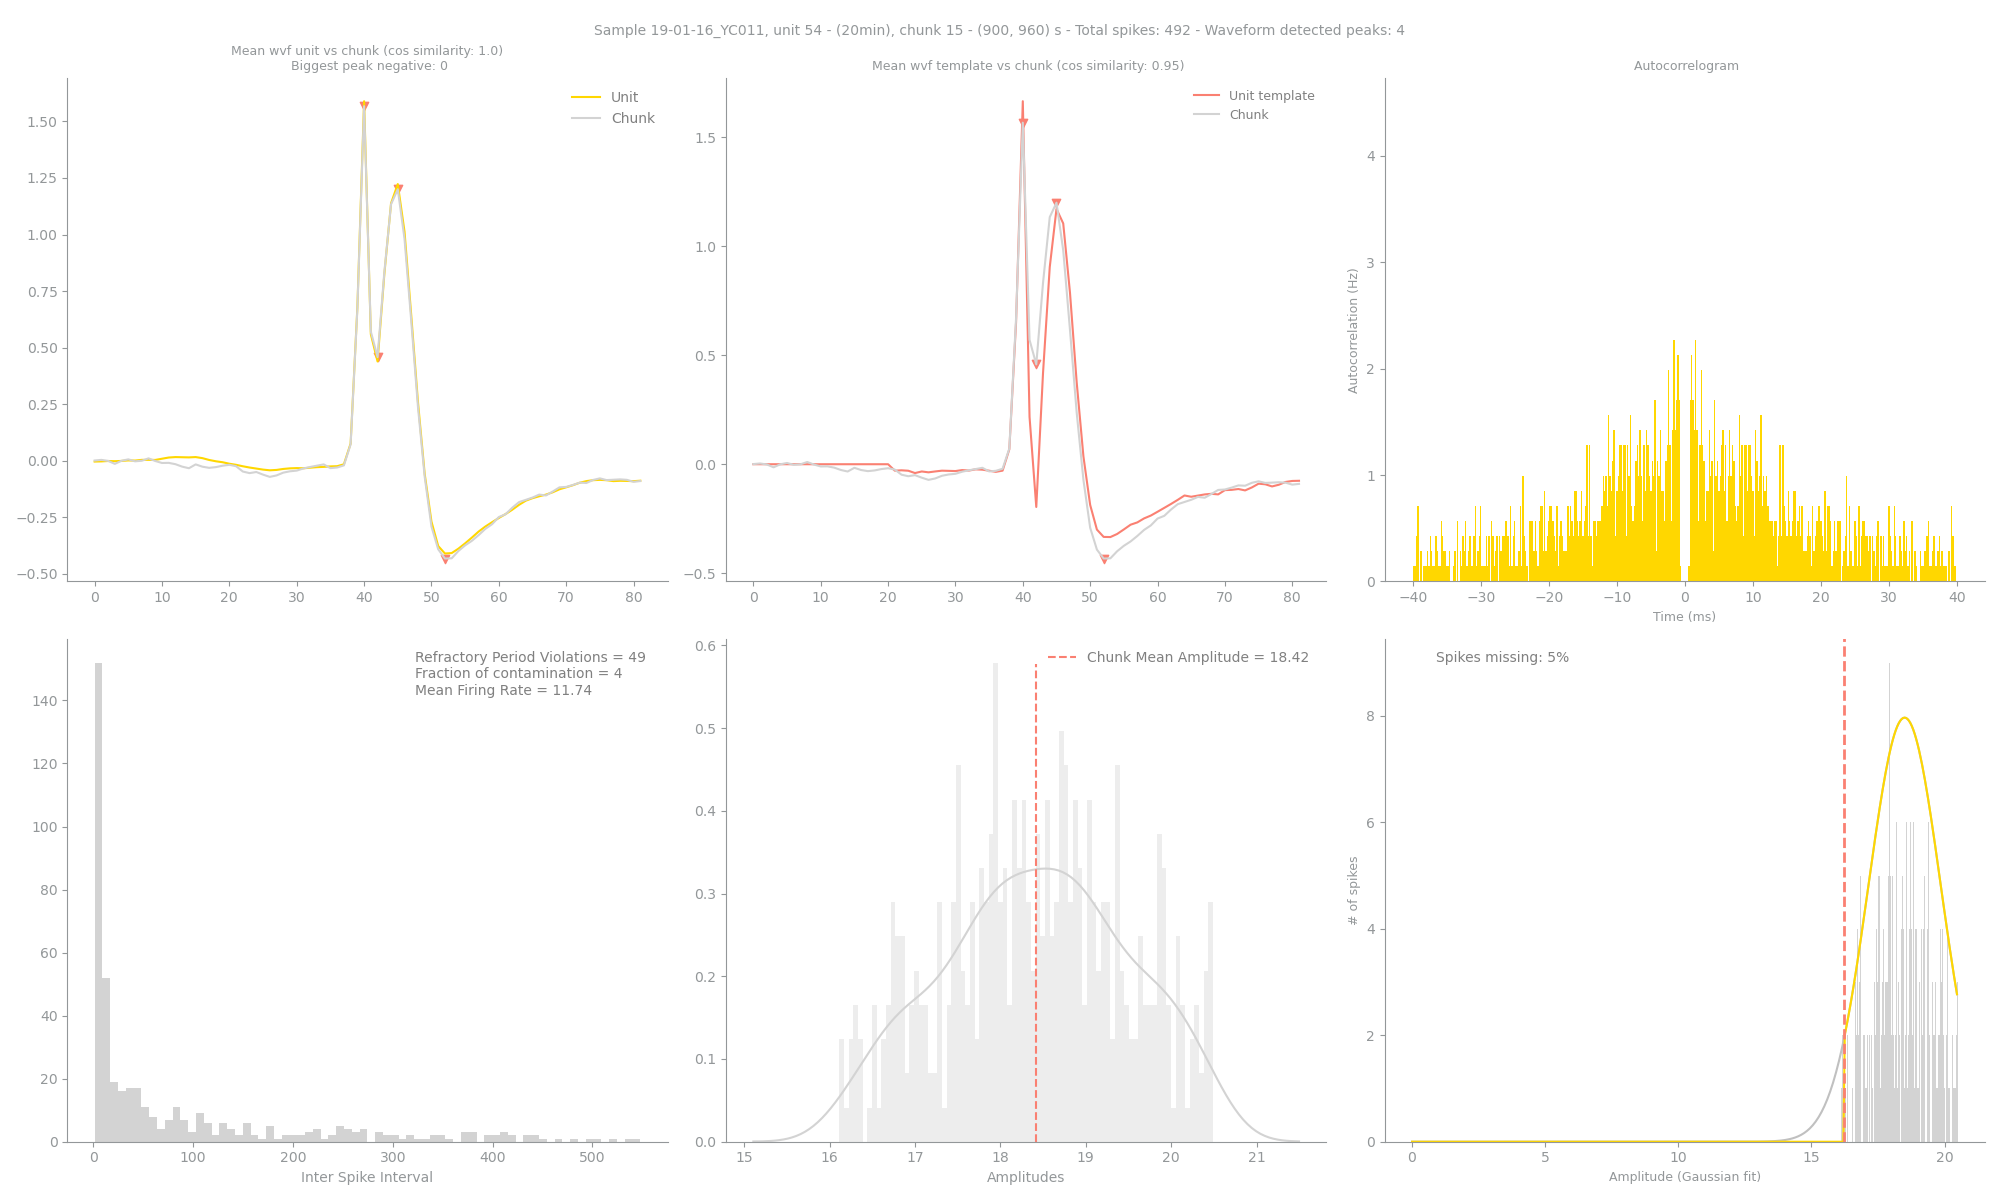 Sample 19-01-16_YC011, unit 54 - (20min), chunk 15 - (900, 960) s - Total spikes: 492 - Waveform detected peaks: 4
Mean wvf unit vs chunk (cos similarity: 1.0)
Biggest peak negative: 0
Unit
Chunk
1.50
1.25
1.00
0.75
0.50
0.25
0.00
−0.25
−0.50
0 10 20 30 40 50 60 70 80
Mean wvf template vs chunk (cos similarity: 0.95)
Unit template
Chunk
1.5
1.0
0.5
0.0
−0.5
0 10 20 30 40 50 60 70 80
Autocorrelogram
Autocorrelation (Hz)
4
3
2
1
0
−40 −30 −20 −10 0 10 20 30 40
Time (ms)
Refractory Period Violations = 49
Fraction of contamination = 4
Mean Firing Rate = 11.74
140
120
100
80
60
40
20
0
0 100 200 300 400 500
Inter Spike Interval
Chunk Mean Amplitude = 18.42
0.6
0.5
0.4
0.3
0.2
0.1
0.0
15 16 17 18 19 20 21
Amplitudes
Spikes missing: 5%
# of spikes
8
6
4
2
0
0 5 10 15 20
Amplitude (Gaussian fit)